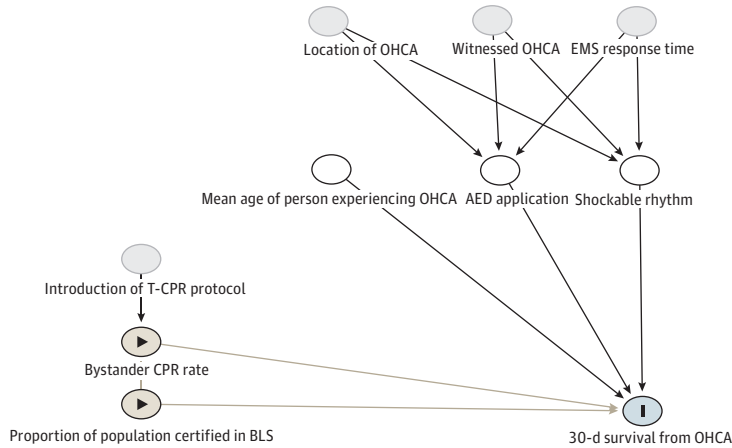 Location of OHCA
Witnessed OHCA
EMS response time
Mean age of person experiencing OHCA
AED application
Shockable rhythm
Introduction of T-CPR protocol
Bystander CPR rate
Proportion of population certified in BLS
30-d survival from OHCA